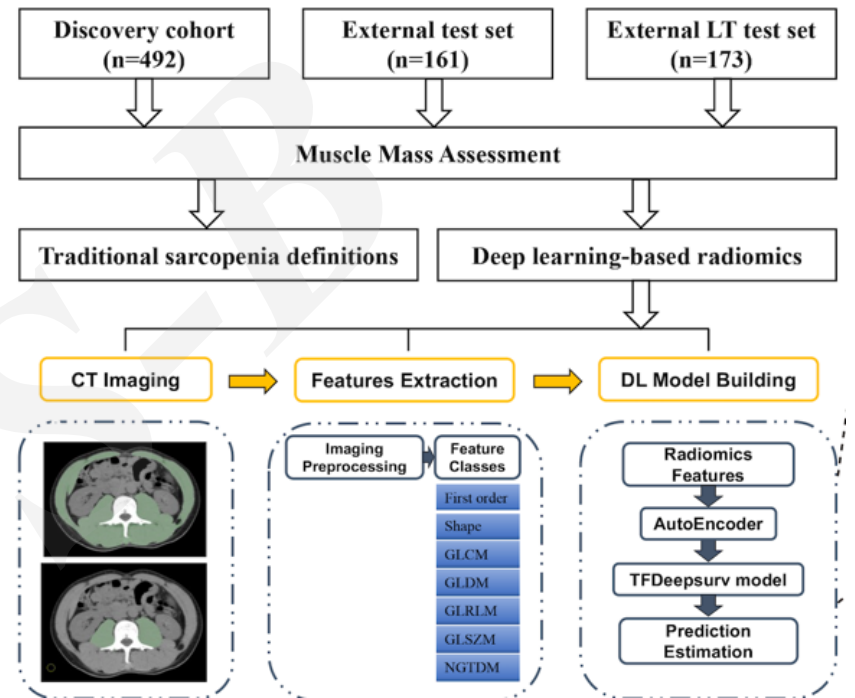 Discovery cohort
(n=492)
External test set
(n=161)
External LT test set
(n=173)
Muscle Mass Assessment
Traditional sarcopenia definitions
Deep learning-based radiomics
CT Imaging
Features Extraction
DL Model Building
Imaging
Preprocessing
Feature
Classes
First order
Shape
GLCM
GLDM
GLRLM
GLSZM
NGTDM
Radiomics
Features
AutoEncoder
TFDeepsurv model
Prediction
Estimation
S-B